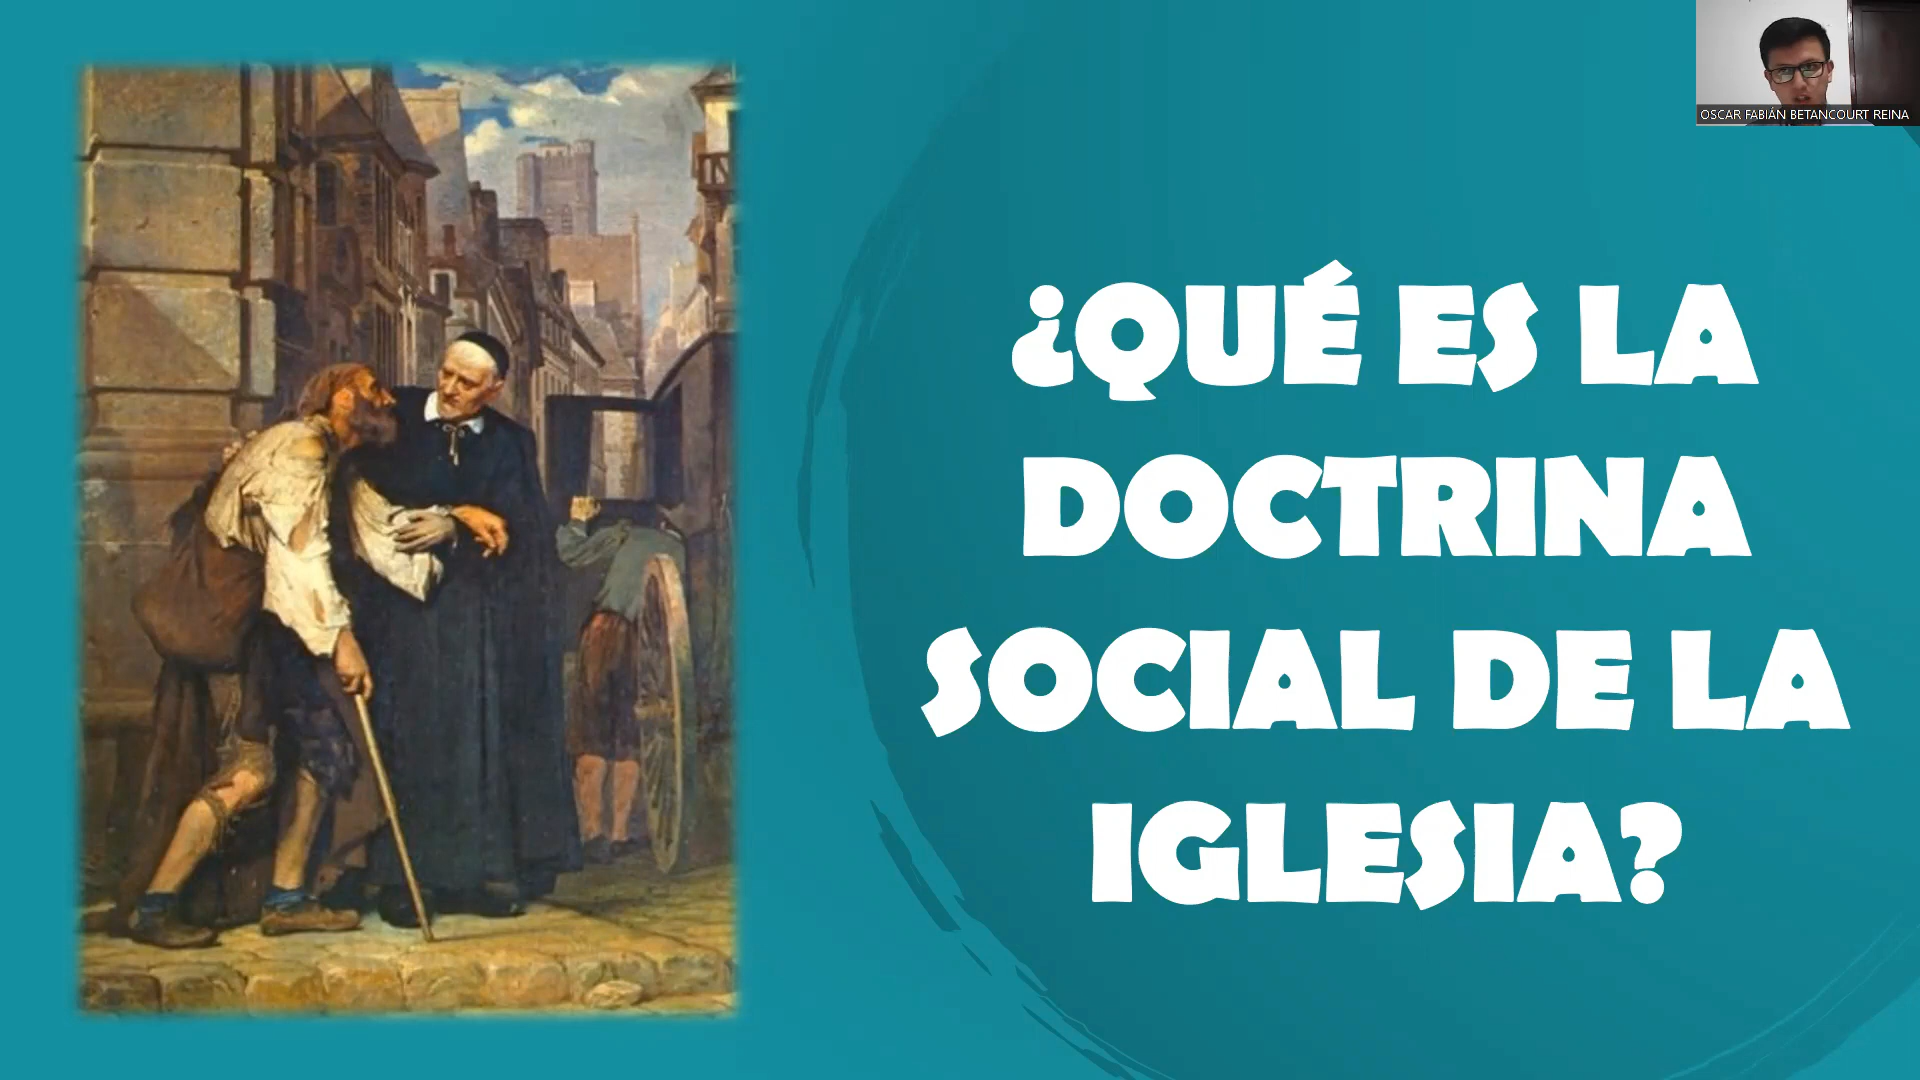 OSCAR FABIÁN BETANCOURT REINA
¿QUÉ ES LA
DOCTRINA
SOCIAL DE LA
IGLESIA?